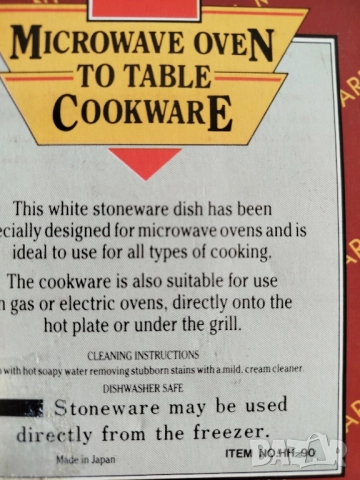 MICROWAVE OVEN
TO TABLE
COOKWARE
This white stoneware dish has been
ecially designed for microwave ovens and is
ideal to use for all types of cooking.
The cookware is also suitable for use
n gas or electric ovens, directly onto the
hot plate or under the grill.
CLEANING INSTRUCTIONS
with hot soapy water removing stubborn stains with a mild, cream cleaner.
DISHWASHER SAFE
Stoneware may be used
directly from the freezer.
Made in Japan
ITEM NO.HH-90